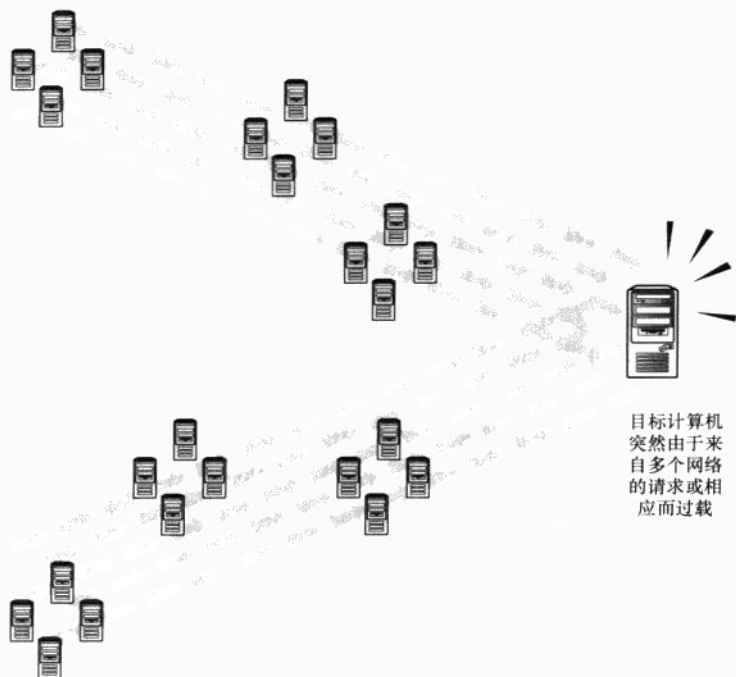 目标计算机
突然由于来
自多个网络
的请求或相
应而过载